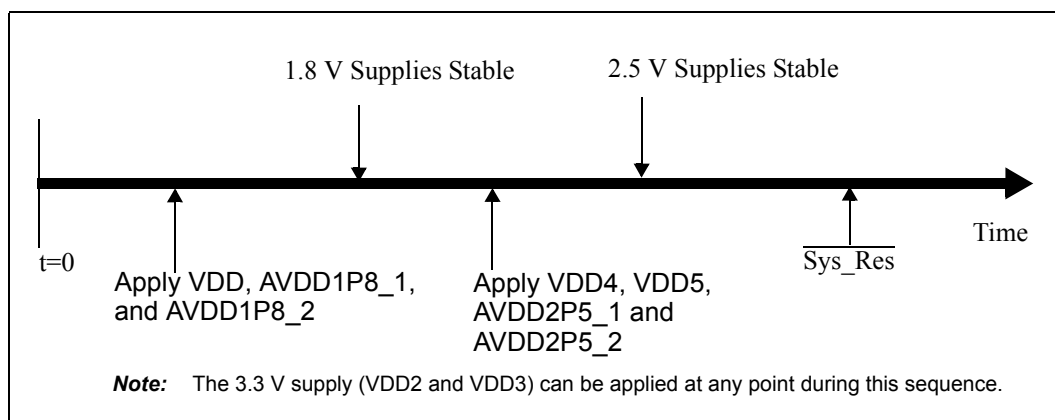 1.8 V Supplies Stable
2.5 V Supplies Stable
t=0
Apply VDD, AVDD1P8_1,
and AVDD1P8_2
Apply VDD4, VDD5,
AVDD2P5_1 and
AVDD2P5_2
Sys_Res
Time
Note: The 3.3 V supply (VDD2 and VDD3) can be applied at any point during this sequence.